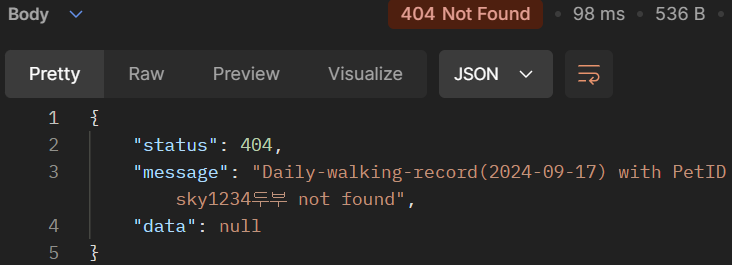 Body 404 Not Found • 98 ms • 536 B •
Pretty Raw Preview Visualize JSON
1 {
2 "status": 404,
3 "message": "Daily-walking-record(2024-09-17) with PetID
sky1234두부 not found",
4 "data": null
5 }